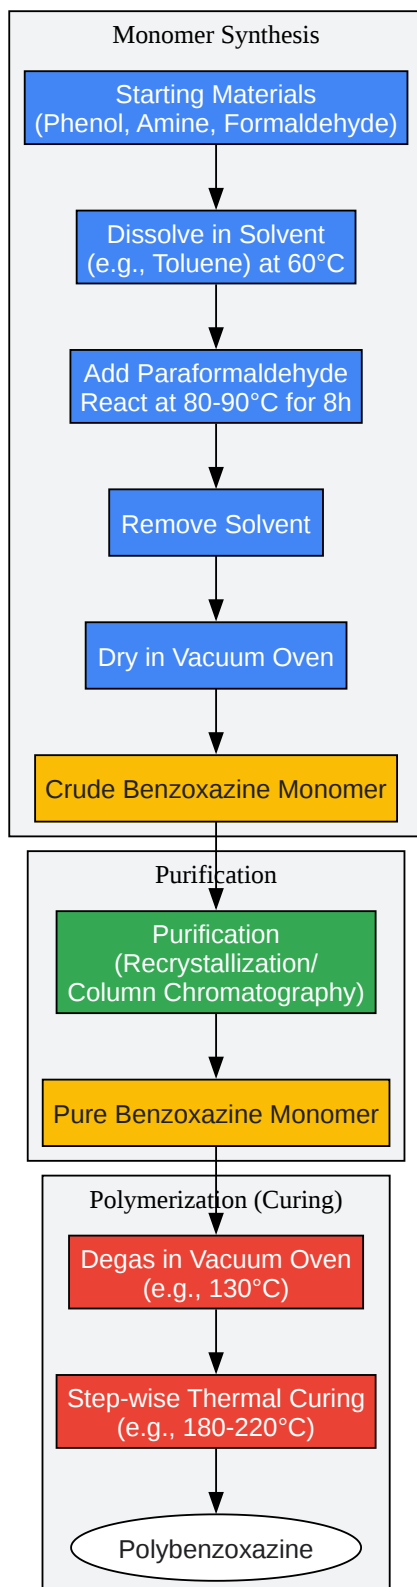 Monomer Synthesis
Starting Materials
(Phenol, Amine, Formaldehyde)
Dissolve in Solvent
(e.g., Toluene) at 60°C
Add Paraformaldehyde
React at 80-90°C for 8h
Remove Solvent
Dry in Vacuum Oven
Crude Benzoxazine Monomer
Purification
Purification
(Recrystallization/
Column Chromatography)
Pure Benzoxazine Monomer
Polymerization (Curing)
Degas in Vacuum Oven
(e.g., 130°C)
Step-wise Thermal Curing
(e.g., 180-220°C)
Polybenzoxazine